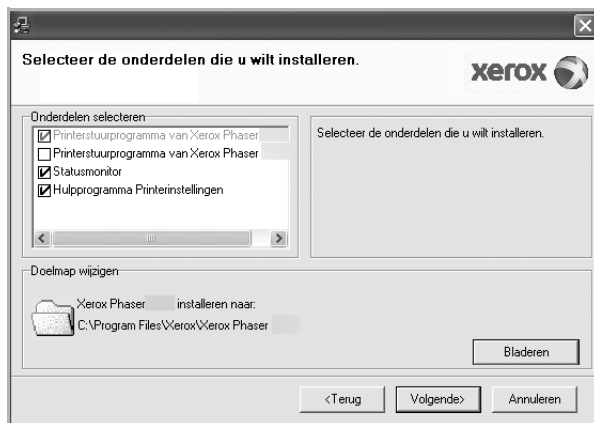 Selecteer de onderdelen die u wilt installeren.
xerox
Onderdelen selecteren
Printerstuurprogramma van Xerox Phaser
Printerstuurprogramma van Xerox Phaser
Statusmonitor
Hulpprogramma Printerinstellingen
Selecteer de onderdelen die u wilt installeren.
Doelmap wijzigen
Xerox Phaser installeren naar:
C:\Program Files\Xerox\Xerox Phaser
Bladeren
<Terug
Volgende>
Annuleren